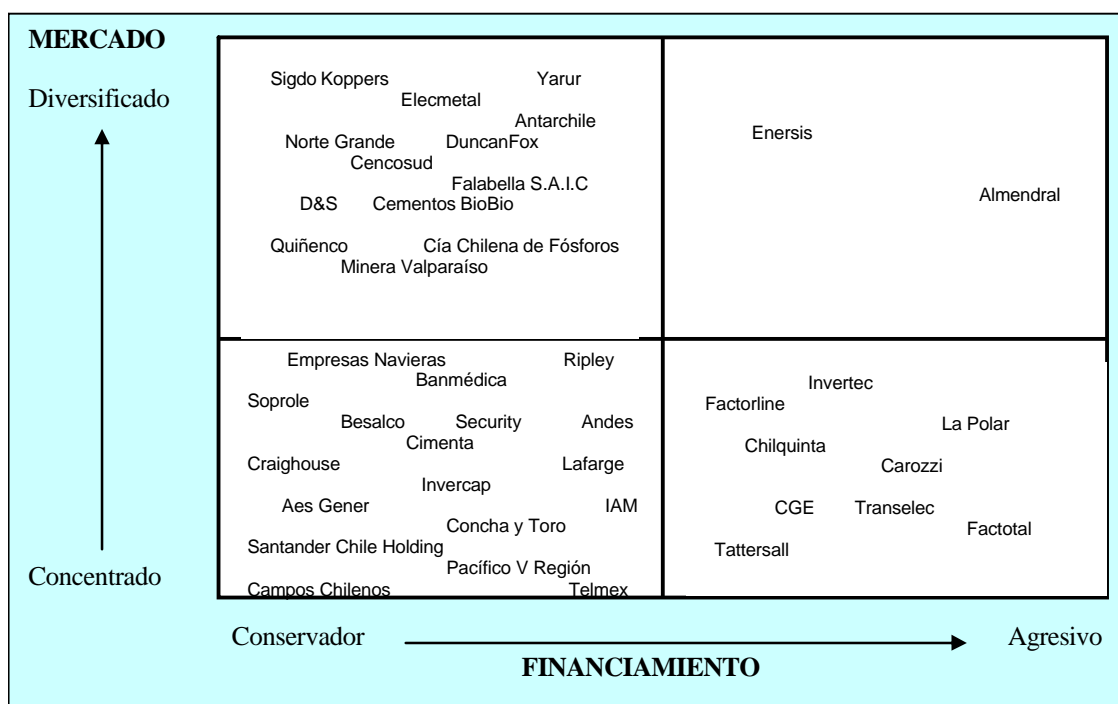 MERCADO
Diversificado
Sigdo Koppers Yarur
Elecmetal
Antarchile
Norte Grande DuncanFox
Cencosud
Falabella S.A.I.C
D&S Cementos BioBio
Quiñenco Cía Chilena de Fósforos
Minera Valparaíso
Enersis
Almendral
Empresas Navieras Ripley
Banmédica
Soprole
Besalco Security Andes
Cimenta
Craighouse Lafarge
Invercap
Aes Gener IAM
Concha y Toro
Santander Chile Holding
Pacífico V Región
Campos Chilenos Telmex
Invertec
Factorline
La Polar
Chilquinta
Carozzi
CGE Transelec
Factotal
Tattersall
Concentrado
Conservador Agresivo
FINANCIAMIENTO